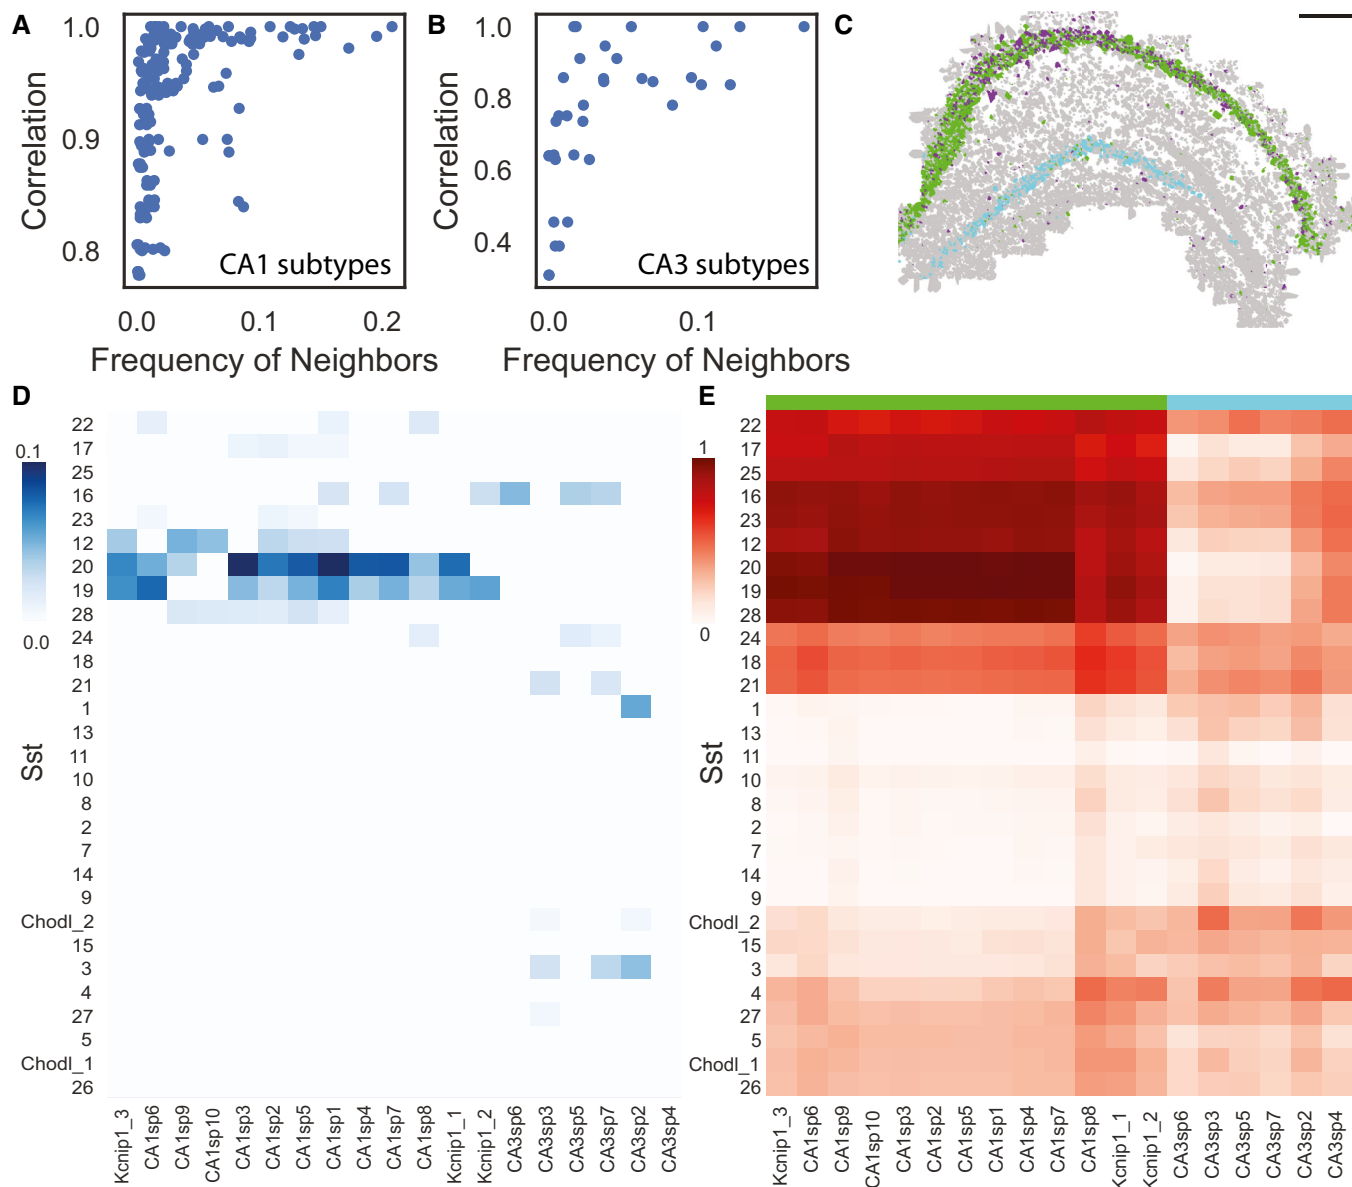 A
1.0
0.9
0.8
Correlation
CA1 subtypes
0.0 0.1 0.2
Frequency of Neighbors
B
1.0
0.8
0.6
0.4
Correlation
CA3 subtypes
0.0 0.1
Frequency of Neighbors
C
D
0.1
0.0
Sst
22
17
25
16
23
12
20
19
28
24
18
21
1
13
11
10
8
2
7
14
9
Chodl_2
15
3
4
27
5
Chodl_1
26
Kcnip1_3
CA1sp6
CA1sp9
CA1sp10
CA1sp3
CA1sp2
CA1sp5
CA1sp1
CA1sp4
CA1sp7
CA1sp8
Kcnip1_1
Kcnip1_2
CA3sp6
CA3sp3
CA3sp5
CA3sp7
CA3sp2
CA3sp4
E
1
0
Sst
22
17
25
16
23
12
20
19
28
24
18
21
1
13
11
10
8
2
7
14
9
Chodl_2
15
3
4
27
5
Chodl_1
26
Kcnip1_3
CA1sp6
CA1sp9
CA1sp10
CA1sp3
CA1sp2
CA1sp5
CA1sp1
CA1sp4
CA1sp7
CA1sp8
Kcnip1_1
Kcnip1_2
CA3sp6
CA3sp3
CA3sp5
CA3sp7
CA3sp2
CA3sp4